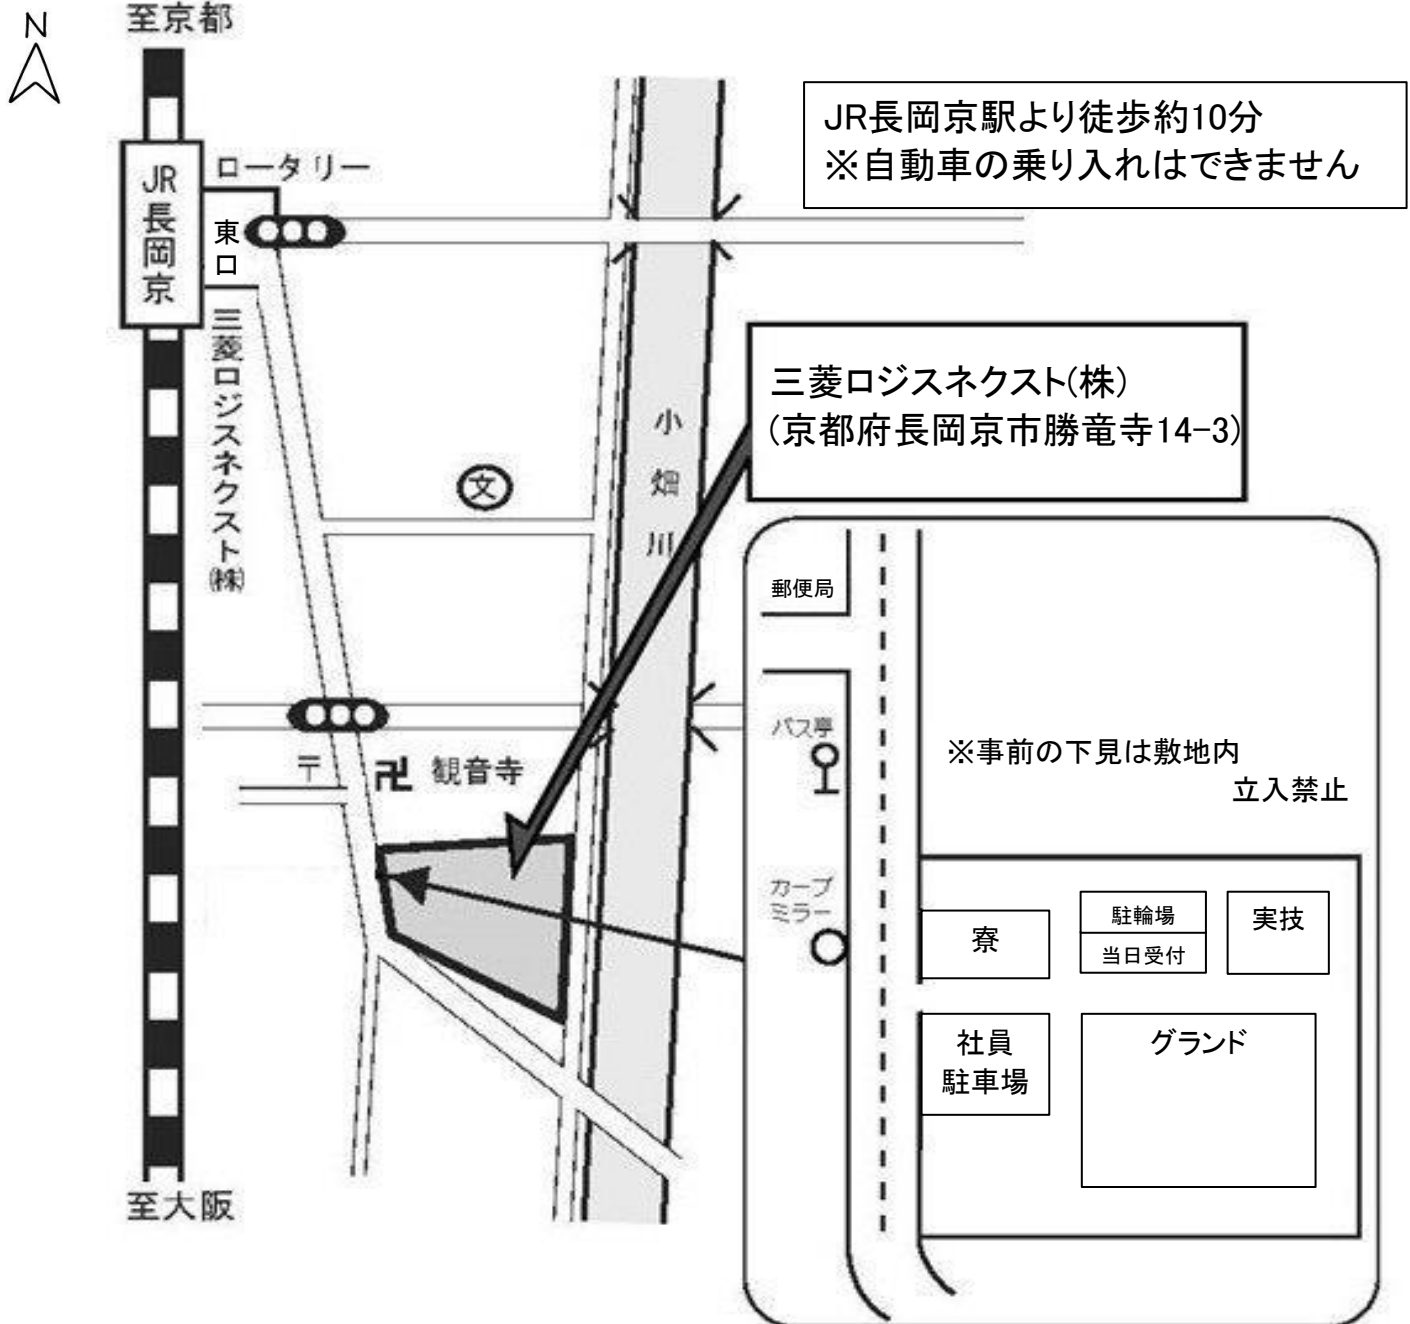 N
至京都
JR長岡京駅より徒歩約10分
※自動車の乗り入れはできません
ロータリー
JR長岡京
東口
三菱ロジスネクスト㈱
三菱ロジスネクスト(株)
(京都府長岡京市勝竜寺14-3)
小畑川
文
郵便局
バス亭
※事前の下見は敷地内
立入禁止
〒
卍 観音寺
カーブ
ミラー
寮
駐輪場
当日受付
実技
社員
駐車場
グランド
至大阪